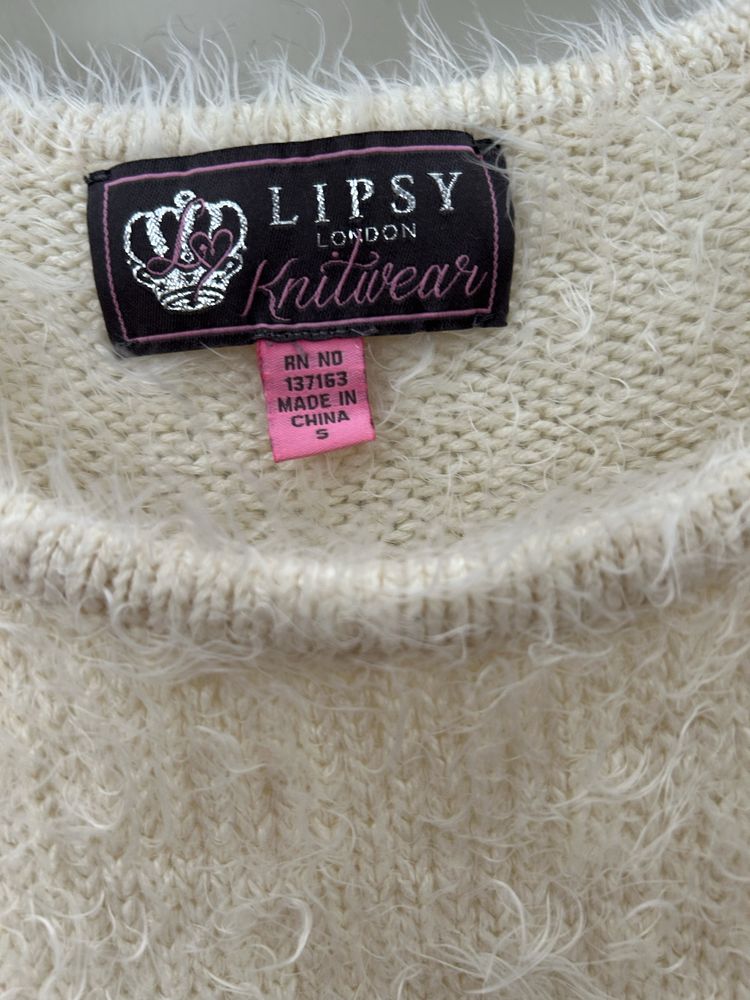 LIPSY
LONDON
Knitwear
RN NO
137163
MADE IN
CHINA
S